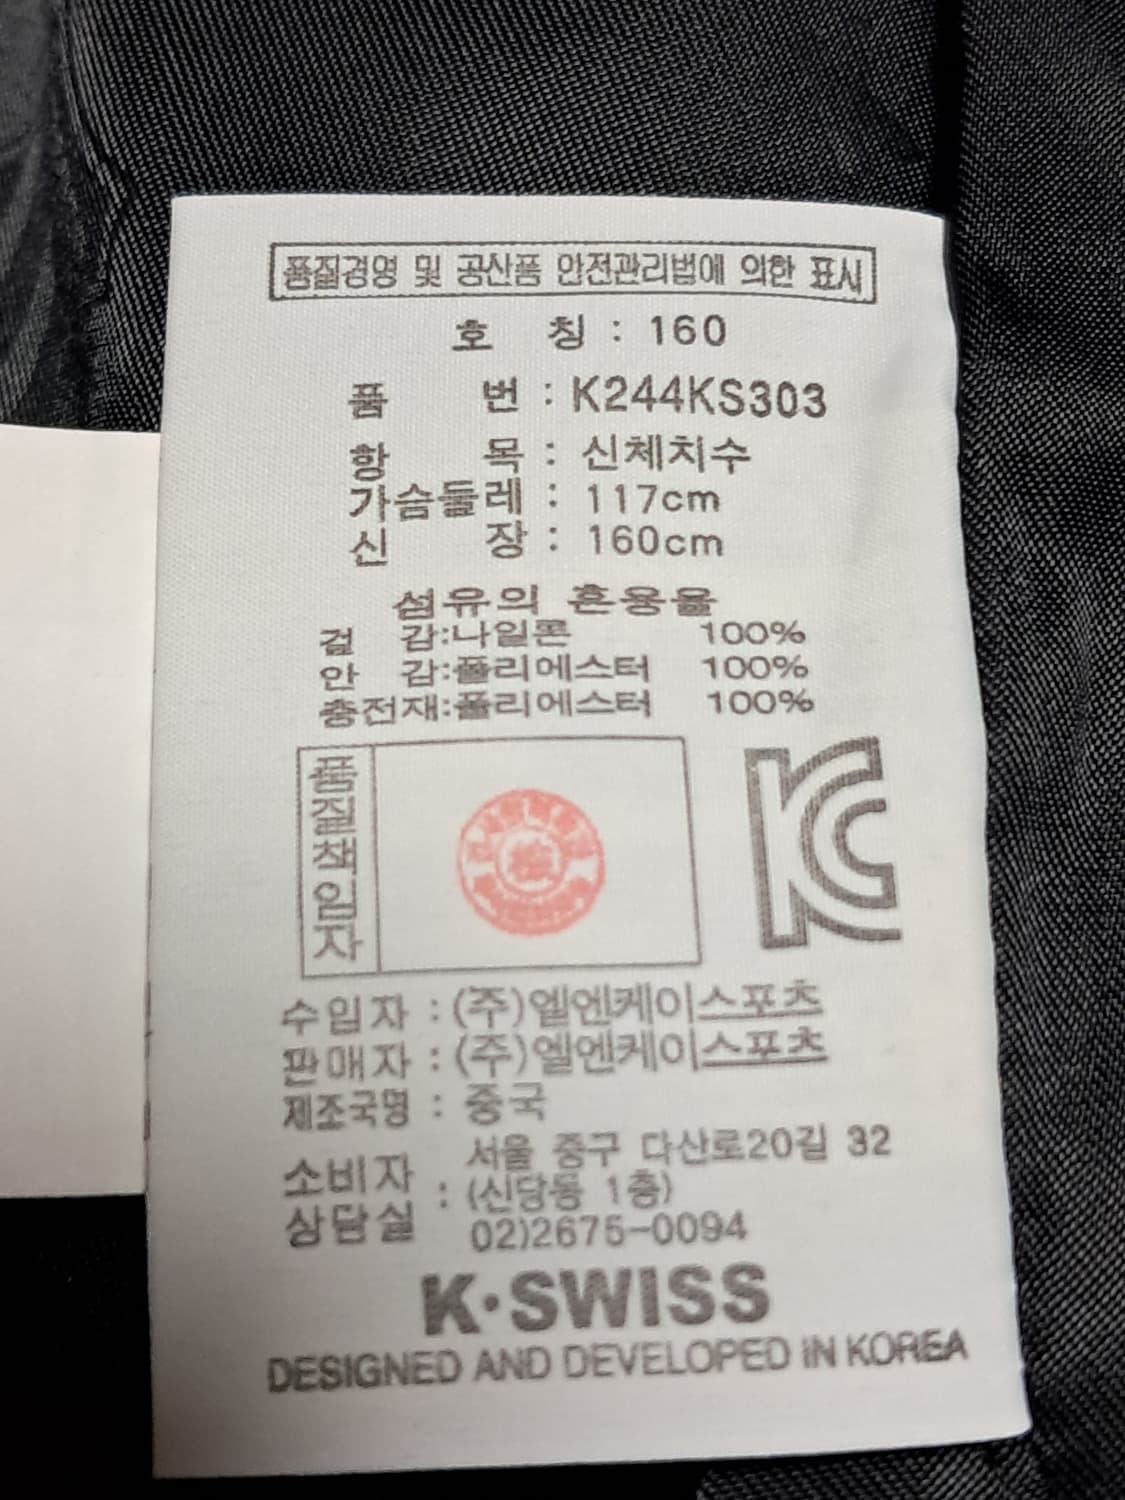 품질경영 및 공산품 안전관리법에 의한 표시
호 칭 : 160
품 번 : K244KS303
항 목 : 신체치수
가슴둘레 : 117cm
신 장 : 160cm
섬유의 혼용율
겉 감:나일론 100%
안 감:폴리에스터 100%
충전재:폴리에스터 100%
품질책임자
KC
수입자 : (주)엘엔케이스포츠
판매자 : (주)엘엔케이스포츠
제조국명 : 중국
소비자상담실 : 서울 중구 다산로20길 32
(신당동 1층)
02)2675-0094
K·SWISS
DESIGNED AND DEVELOPED IN KOREA